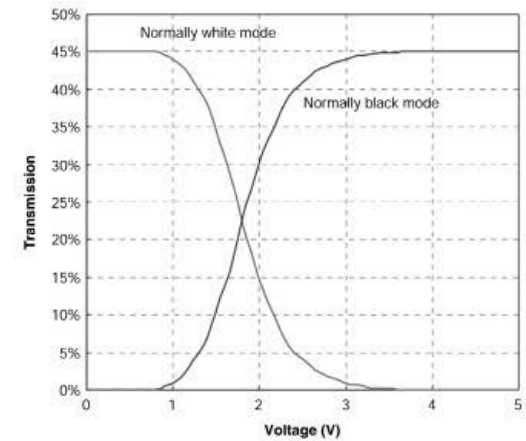 50%
Normally white mode
45%
40%
Normally black mode
35%
30%
25%
20%
15%
10%
5%
0%
Transmission
0 1 2 3 4 5
Voltage (V)